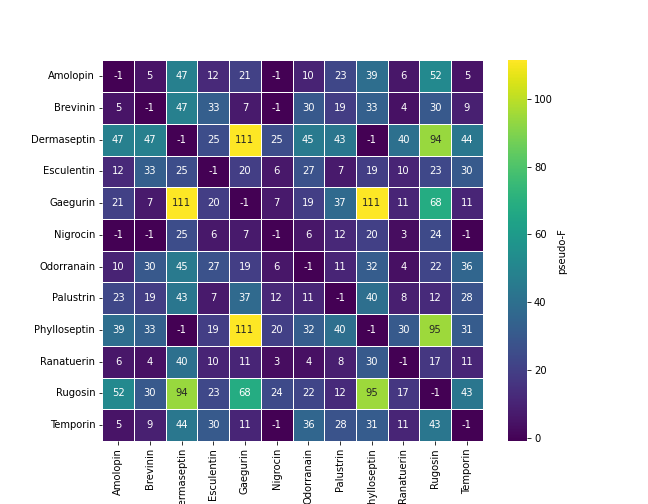 Amolopin -1 5 47 12 21 -1 10 23 39 6 52 5
Brevinin 5 -1 47 33 7 -1 30 19 33 4 30 9
Dermaseptin 47 47 -1 25 111 25 45 43 -1 40 94 44
Esculentin 12 33 25 -1 20 6 27 7 19 10 23 30
Gaegurin 21 7 111 20 -1 7 19 37 111 11 68 11
Nigrocin -1 -1 25 6 7 -1 6 12 20 3 24 -1
Odorranain 10 30 45 27 19 6 -1 11 32 4 22 36
Palustrin 23 19 43 7 37 12 11 -1 40 8 12 28
Phylloseptin 39 33 -1 19 111 20 32 40 -1 30 95 31
Ranatuerin 6 4 40 10 11 3 4 8 30 -1 17 11
Rugosin 52 30 94 23 68 24 22 12 95 17 -1 43
Temporin 5 9 44 30 11 -1 36 28 31 11 43 -1
Amolopin
Brevinin
ermaseptin
Esculentin
Gaegurin
Nigrocin
Odorranain
Palustrin
hylloseptin
Ranatuerin
Rugosin
Temporin
100
80
60
40
20
0
pseudo-F